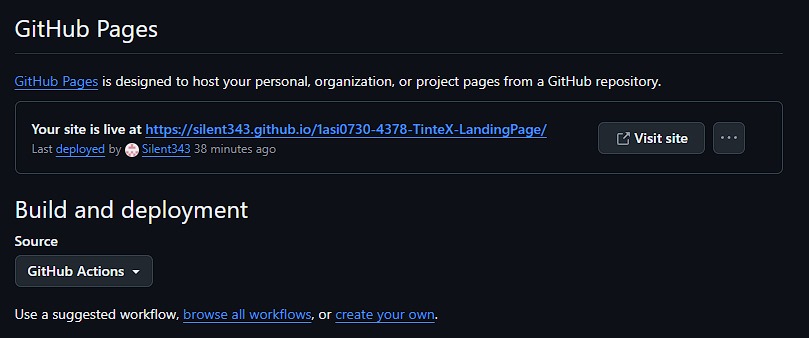 GitHub Pages
GitHub Pages is designed to host your personal, organization, or project pages from a GitHub repository.
Your site is live at https://silent343.github.io/1asi0730-4378-TinteX-LandingPage/
Visit site
Last deployed by Silent343 38 minutes ago
Build and deployment
Source
GitHub Actions
Use a suggested workflow, browse all workflows, or create your own.